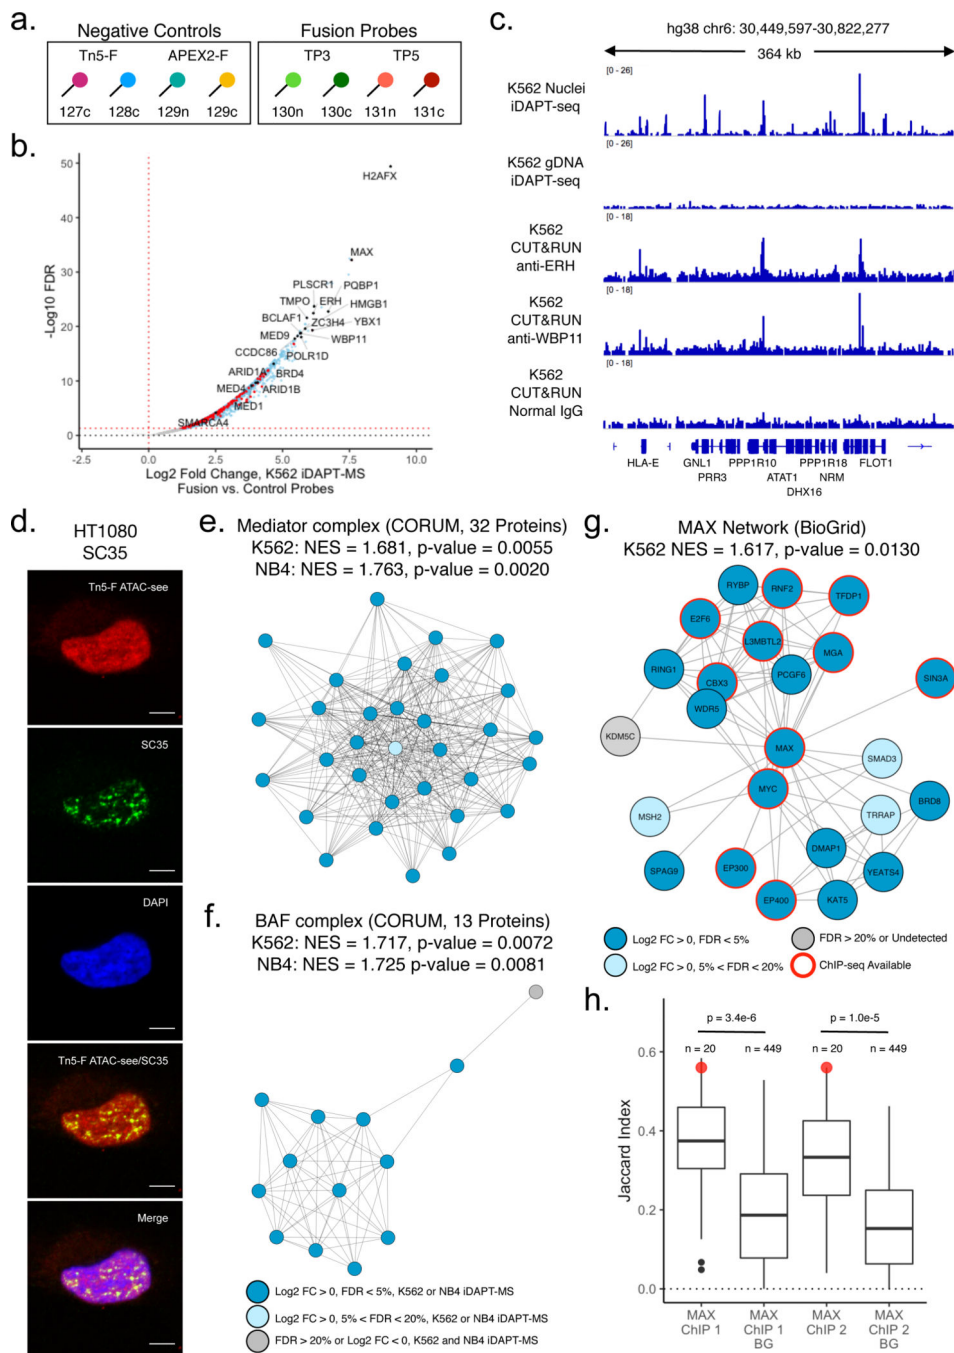 a.
Negative Controls
Fusion Probes
Tn5-F
APEX2-F
TP3
TP5
127c
128c
129n
129c
130n
130c
131n
131c
b.
50
40
30
20
10
0
-Log10 FDR
H2AFX
MAX
PLSCR1
PQBP1
TMPO
ERH
HMGB1
BCLAF1
ZC3H4
YBX1
MED9
WBP11
CCDC86
POLR1D
ARID1A
BRD4
MED4
ARID1B
MED1
SMARCA4
-2.5
0.0
2.5
5.0
7.5
10.0
Log2 Fold Change, K562 iDAPT-MS
Fusion vs. Control Probes
c.
hg38 chr6: 30,449,597-30,822,277
364 kb
[0 - 26]
K562 Nuclei
iDAPT-seq
[0 - 26]
K562 gDNA
iDAPT-seq
[0 - 18]
K562
CUT&RUN
anti-ERH
[0 - 18]
K562
CUT&RUN
anti-WBP11
[0 - 18]
K562
CUT&RUN
Normal IgG
HLA-E
GNL1
PPP1R10
PPP1R18
FLOT1
PRR3
ATAT1
NRM
DHX16
d.
HT1080
SC35
Tn5-F ATAC-see
SC35
DAPI
Tn5-F ATAC-see/SC35
Merge
e.
Mediator complex (CORUM, 32 Proteins)
K562: NES = 1.681, p-value = 0.0055
NB4: NES = 1.763, p-value = 0.0020
f.
BAF complex (CORUM, 13 Proteins)
K562: NES = 1.717, p-value = 0.0072
NB4: NES = 1.725 p-value = 0.0081
Log2 FC > 0, FDR < 5%, K562 or NB4 iDAPT-MS
Log2 FC > 0, 5% < FDR < 20%, K562 or NB4 iDAPT-MS
FDR > 20% or Log2 FC < 0, K562 and NB4 iDAPT-MS
g.
MAX Network (BioGrid)
K562 NES = 1.617, p-value = 0.0130
RYBP
RNF2
TFDP1
E2F6
L3MBTL2
MGA
RING1
CBX3
PCGF6
SIN3A
WDR5
KDM5C
MAX
SMAD3
MYC
BRD8
MSH2
TRRAP
DMAP1
SPAG9
EP300
YEATS4
EP400
KAT5
Log2 FC > 0, FDR < 5%
FDR > 20% or Undetected
Log2 FC > 0, 5% < FDR < 20%
ChIP-seq Available
h.
p = 3.4e-6
p = 1.0e-5
n = 20
n = 449
n = 20
n = 449
0.6
0.4
0.2
0.0
Jaccard Index
MAX
ChIP 1
MAX
ChIP 1
BG
MAX
ChIP 2
MAX
ChIP 2
BG